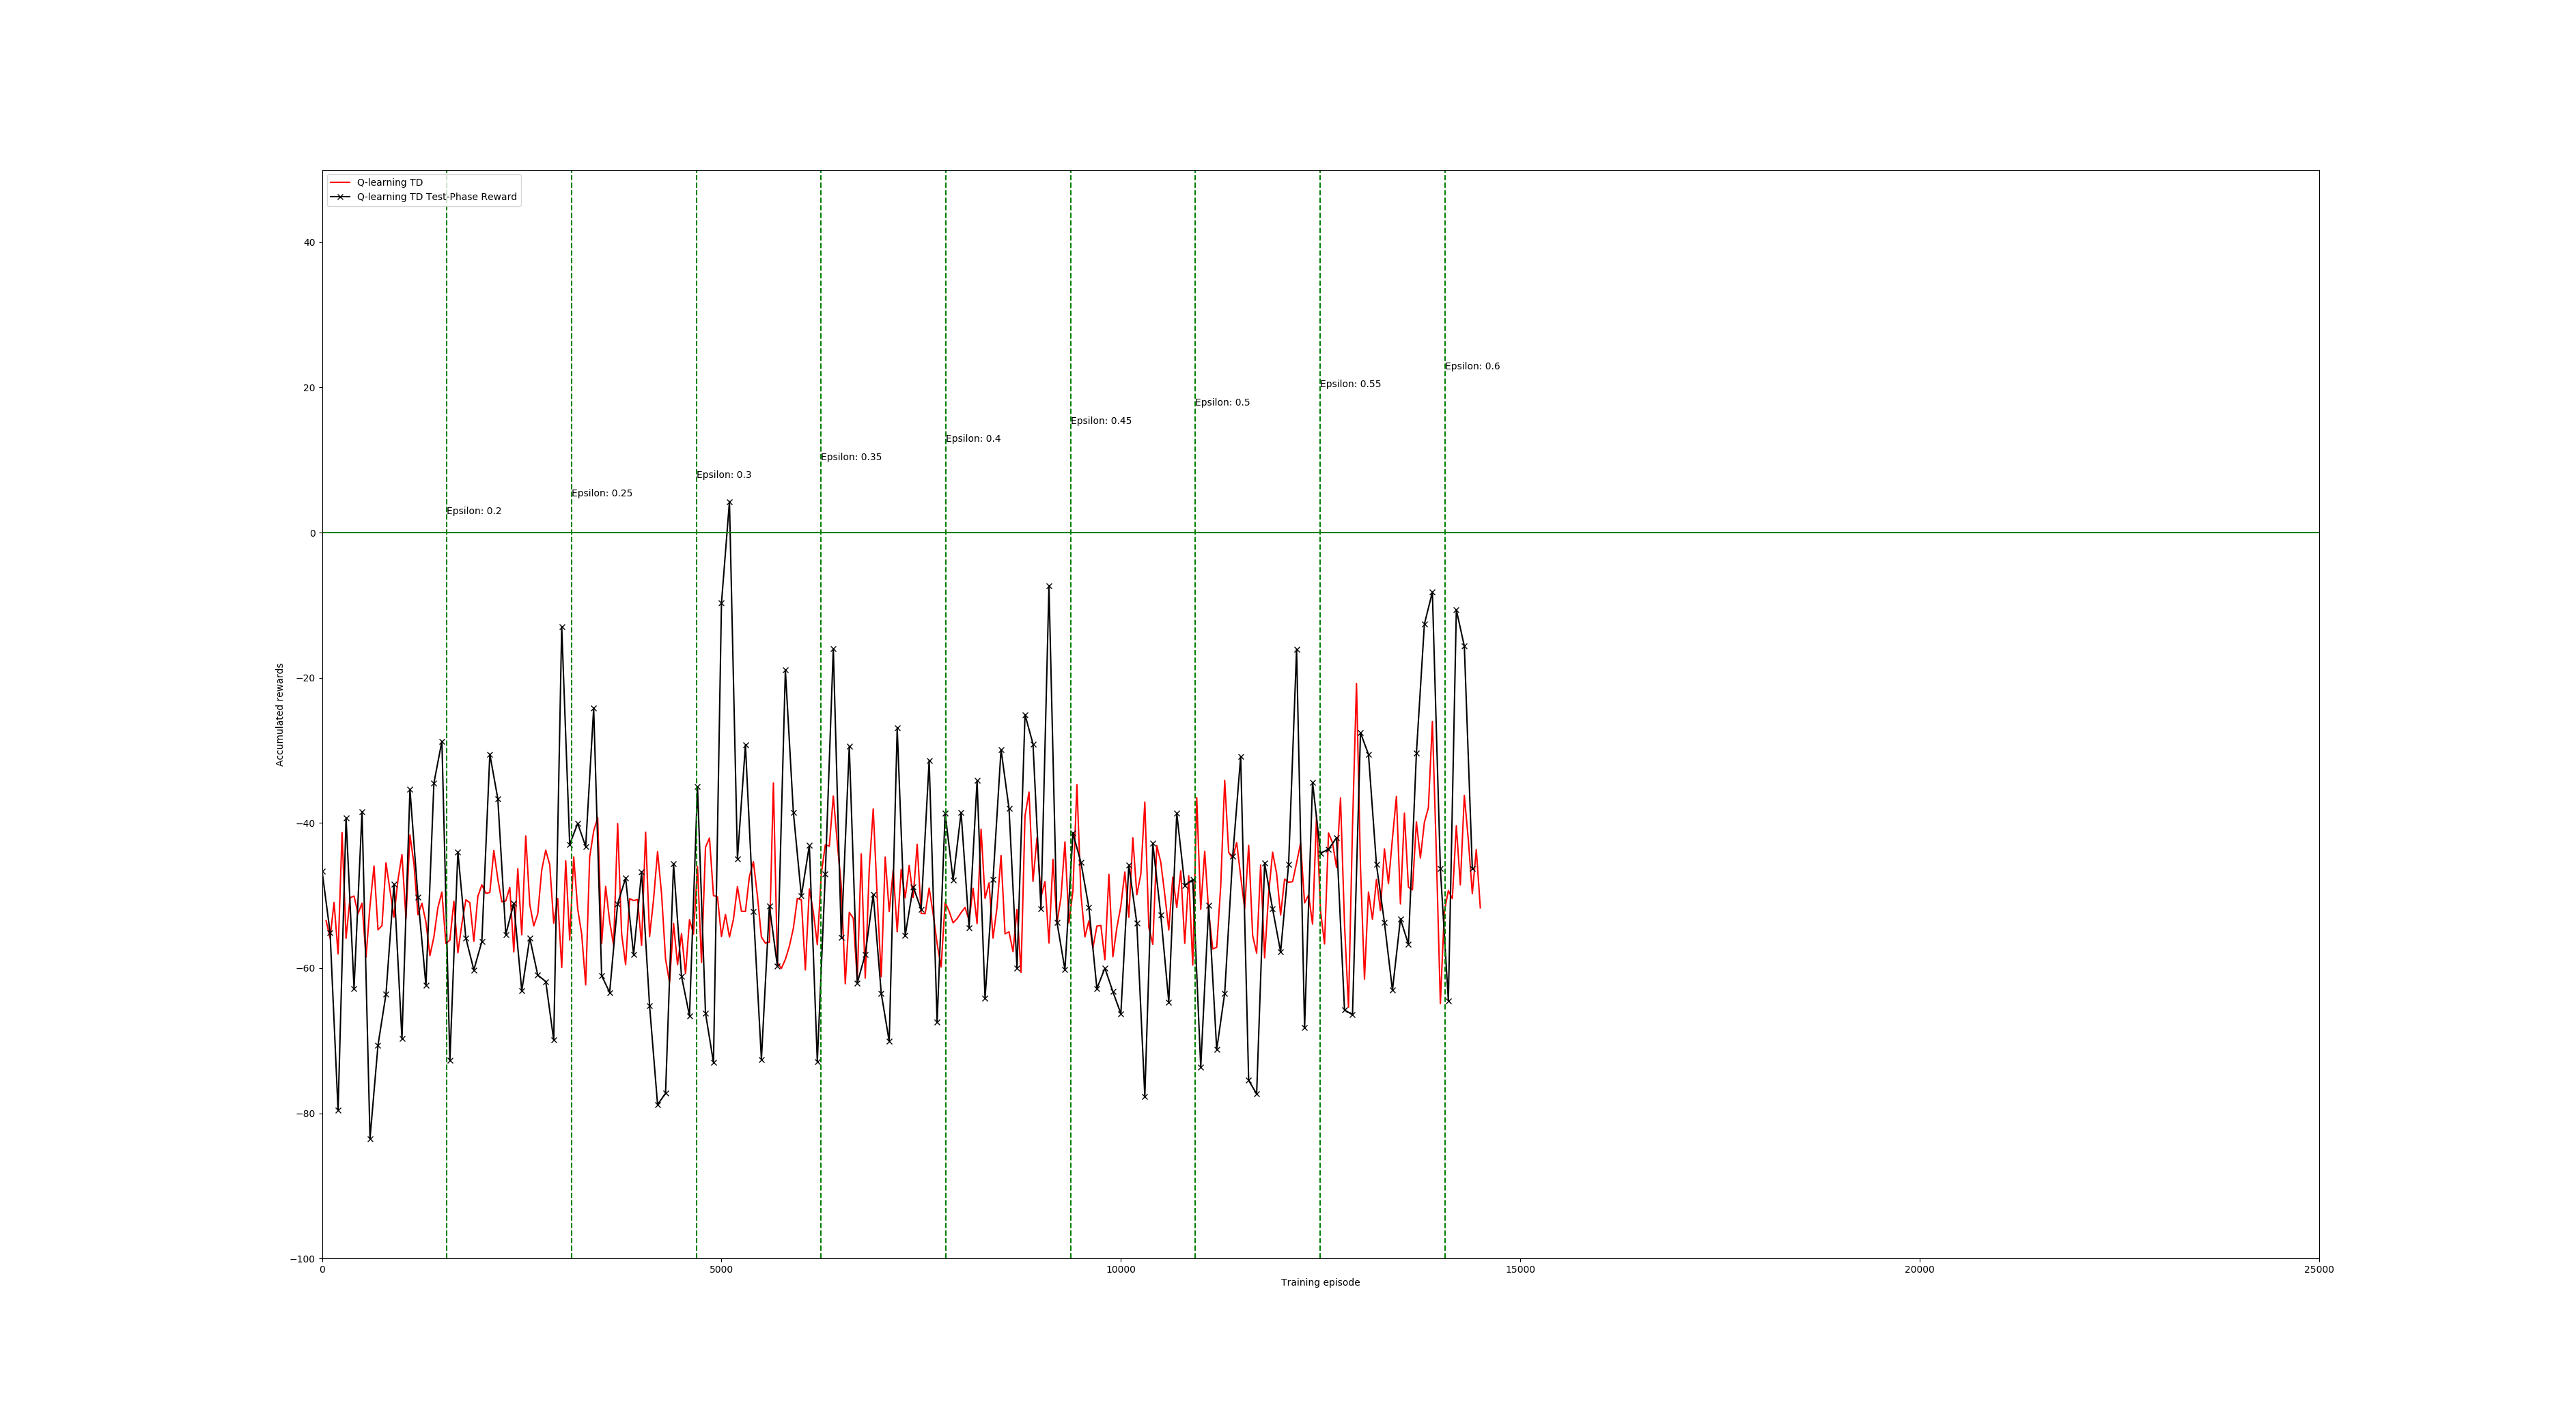 Q-learning TD
Q-learning TD Test-Phase Reward
40
20
0
−20
−40
−60
−80
−100
Accumulated rewards
Epsilon: 0.2
Epsilon: 0.25
Epsilon: 0.3
Epsilon: 0.35
Epsilon: 0.4
Epsilon: 0.45
Epsilon: 0.5
Epsilon: 0.55
Epsilon: 0.6
0 5000 10000 15000 20000 25000
Training episode